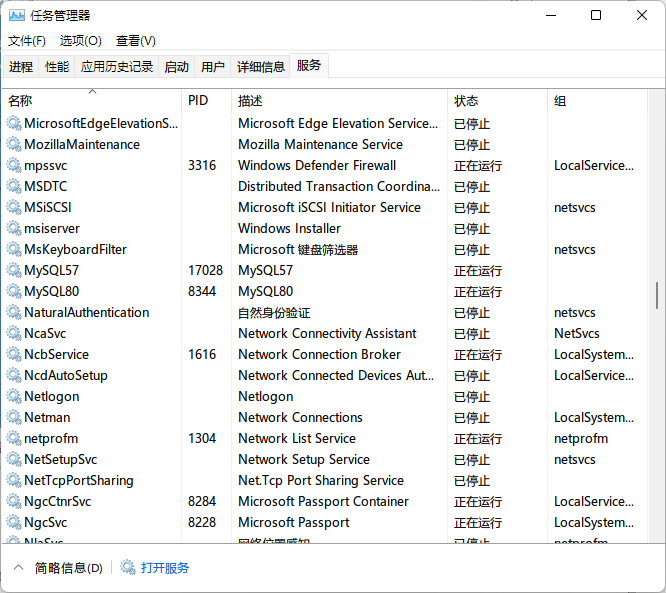 任务管理器
文件(F) 选项(O) 查看(V)
进程 性能 应用历史记录 启动 用户 详细信息 服务
名称 PID 描述 状态 组
MicrosoftEdgeElevationS... Microsoft Edge Elevation Service... 已停止
MozillaMaintenance Mozilla Maintenance Service 已停止
mpssvc 3316 Windows Defender Firewall 正在运行 LocalService...
MSDTC Distributed Transaction Coordina... 已停止
MSiSCSI Microsoft iSCSI Initiator Service 已停止 netsvcs
msiserver Windows Installer 已停止
MsKeyboardFilter Microsoft 键盘筛选器 已停止 netsvcs
MySQL57 17028 MySQL57 正在运行
MySQL80 8344 MySQL80 正在运行
NaturalAuthentication 自然身份验证 已停止 netsvcs
NcaSvc Network Connectivity Assistant 已停止 NetSvcs
NcbService 1616 Network Connection Broker 正在运行 LocalSystem...
NcdAutoSetup Network Connected Devices Aut... 已停止 LocalService...
Netlogon Netlogon 已停止
Netman Network Connections 已停止 LocalSystem...
netprofm 1304 Network List Service 正在运行 netprofm
NetSetupSvc Network Setup Service 已停止 netsvcs
NetTcpPortSharing Net.Tcp Port Sharing Service 已停止
NgcCtnrSvc 8284 Microsoft Passport Container 正在运行 LocalService...
NgcSvc 8228 Microsoft Passport 正在运行 LocalSystem...
NlaSvc 网络位置感知 已停止 netprofm
简略信息(D) 打开服务